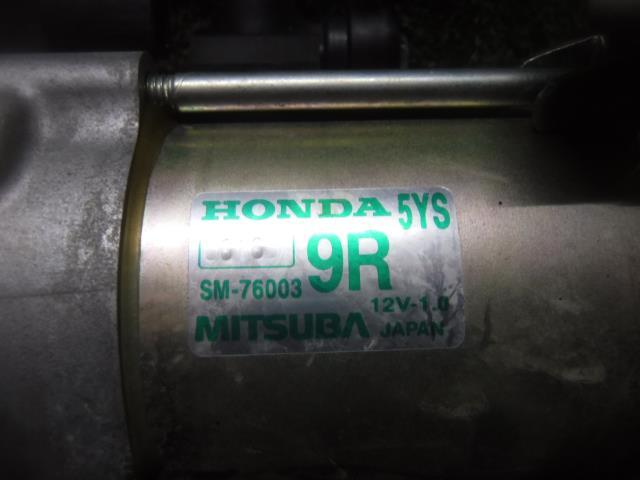 HONDA 5YS
9R
SM-76003
12V-1.0
MITSUBA JAPAN